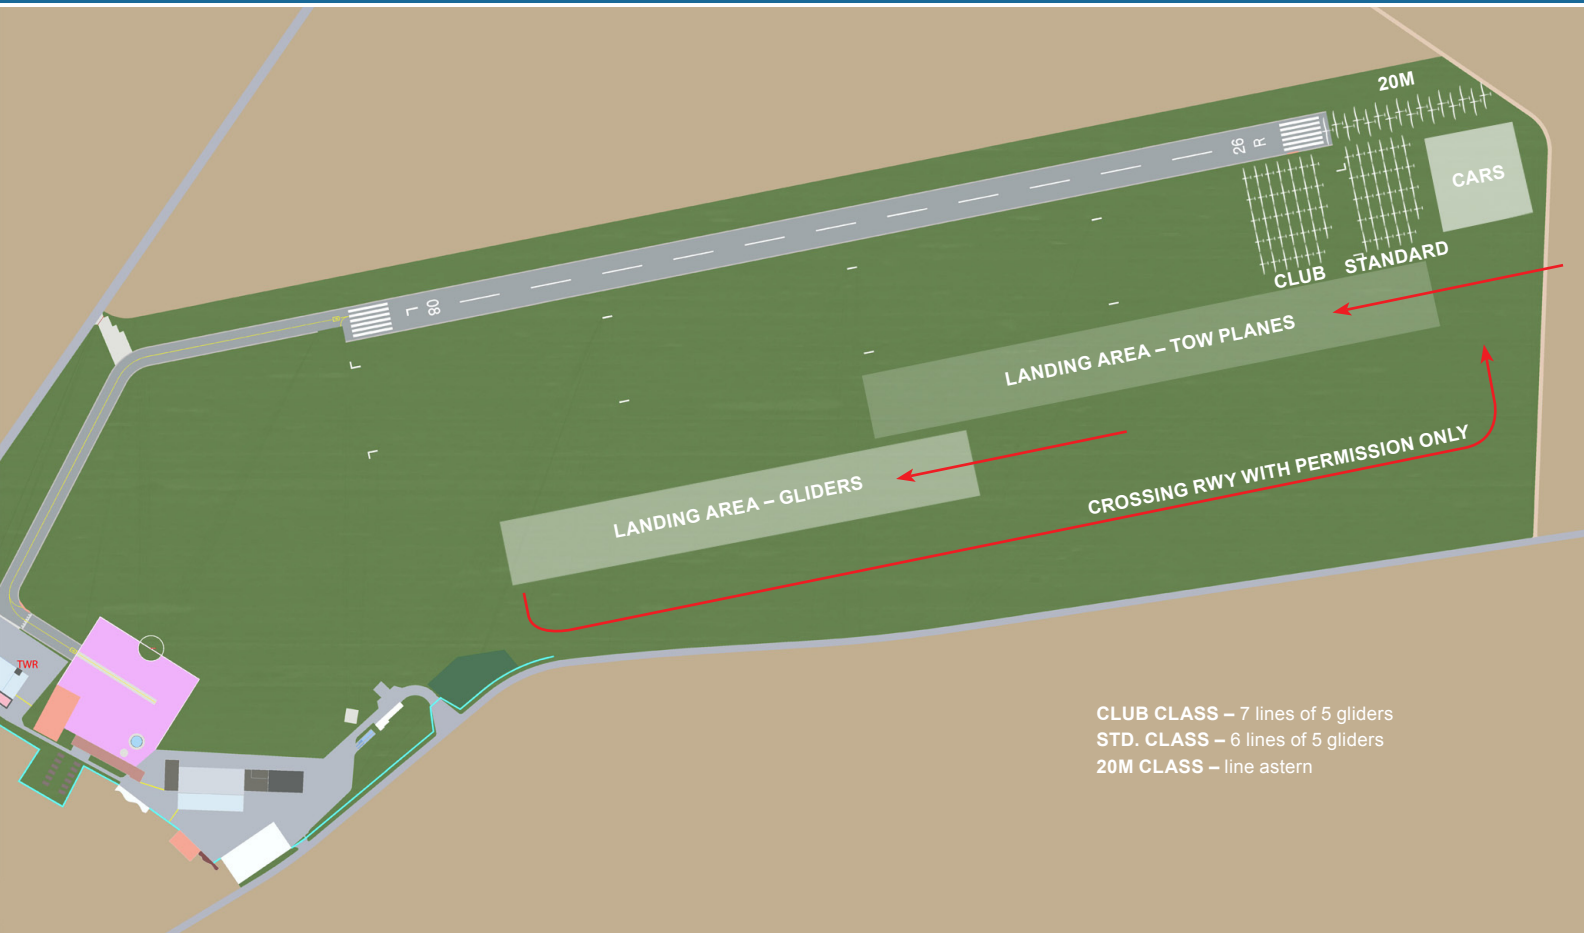 20M
26
R
CARS
STANDARD
CLUB
L
08
LANDING AREA – TOW PLANES
CROSSING RWY WITH PERMISSION ONLY
LANDING AREA – GLIDERS
TWR
CLUB CLASS – 7 lines of 5 gliders
STD. CLASS – 6 lines of 5 gliders
20M CLASS – line astern